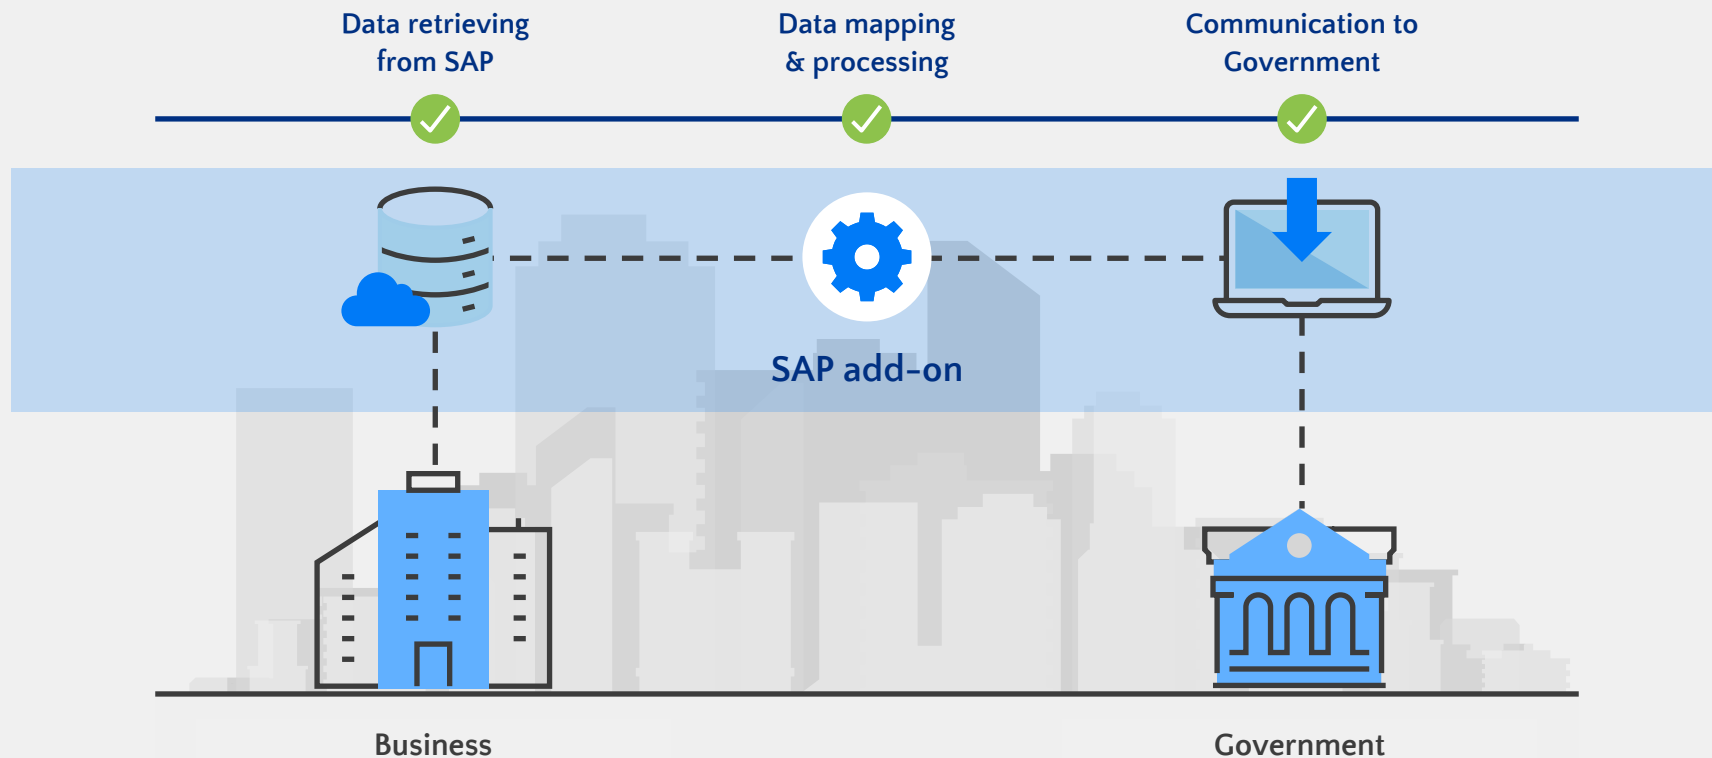 Data retrieving
from SAP
Data mapping
& processing
Communication to
Government
SAP add-on
Business
Government